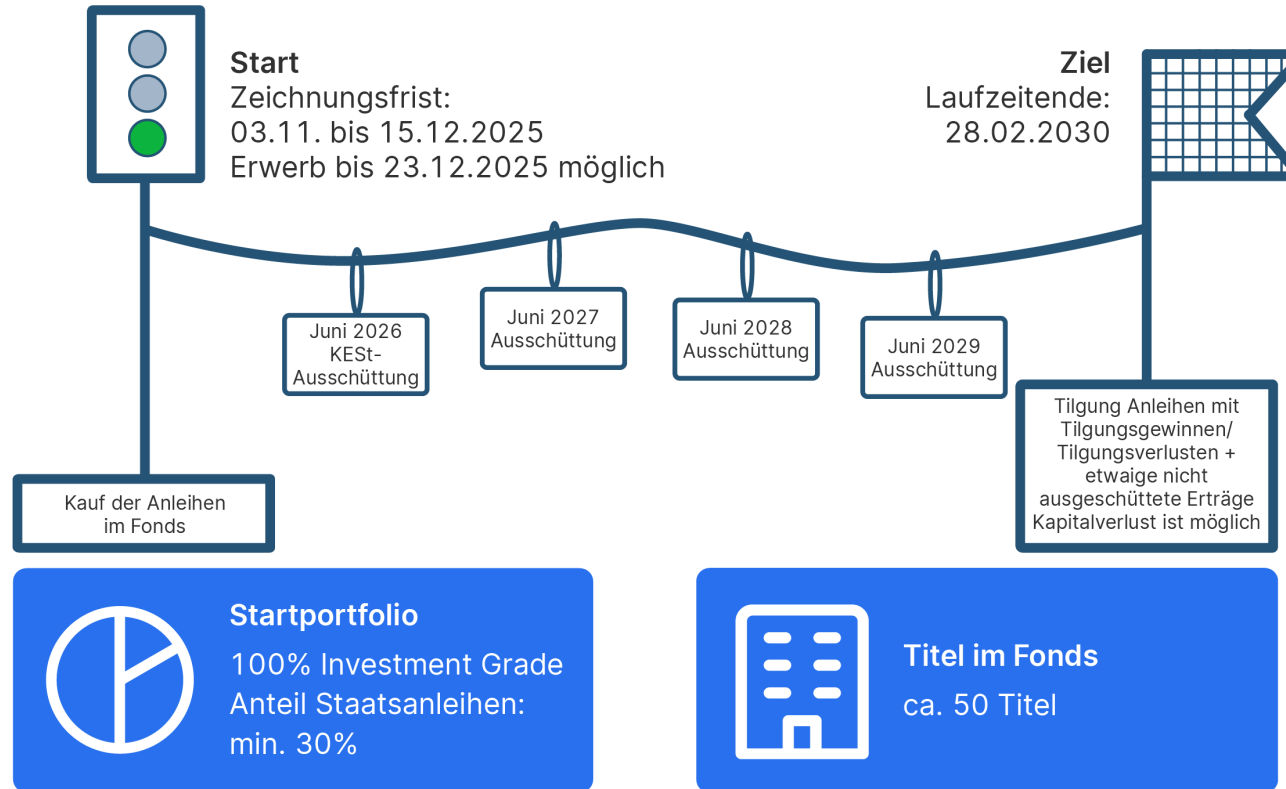 Start
Zeichnungsfrist:
03.11. bis 15.12.2025
Erwerb bis 23.12.2025 möglich
Ziel
Laufzeitende:
28.02.2030
Juni 2026
KESt-
Ausschüttung
Juni 2027
Ausschüttung
Juni 2028
Ausschüttung
Juni 2029
Ausschüttung
Kauf der Anleihen
im Fonds
Tilgung Anleihen mit
Tilgungsgewinnen/
Tilgungsverlusten +
etwaige nicht
ausgeschüttete Erträge
Kapitalverlust ist möglich
Startportfolio
100% Investment Grade
Anteil Staatsanleihen:
min. 30%
Titel im Fonds
ca. 50 Titel